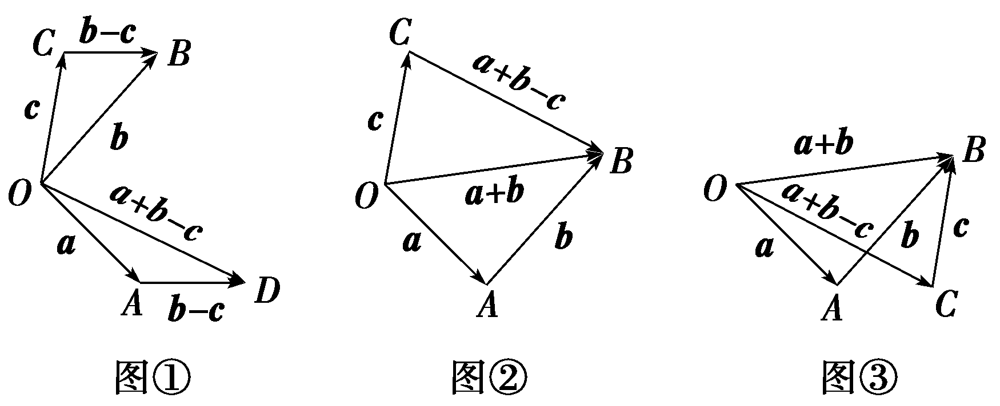 C b−c B
c b
O
a+b−c
a
A b−c D
图①
C
a+b−c
c
O a+b B
a b
A
图②
a+b B
O
a+b−c
a b c
A C
图③